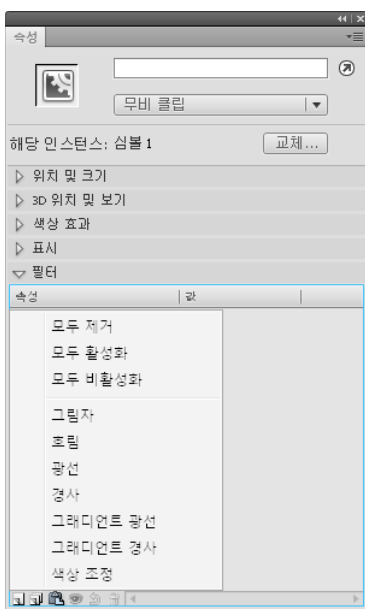 속성
무비 클립
해당 인스턴스: 심볼 1
교체...
위치 및 크기
3D 위치 및 보기
색상 효과
표시
필터
속성 값
모두 제거
모두 활성화
모두 비활성화
그림자
흐림
광선
경사
그래디언트 광선
그래디언트 경사
색상 조정